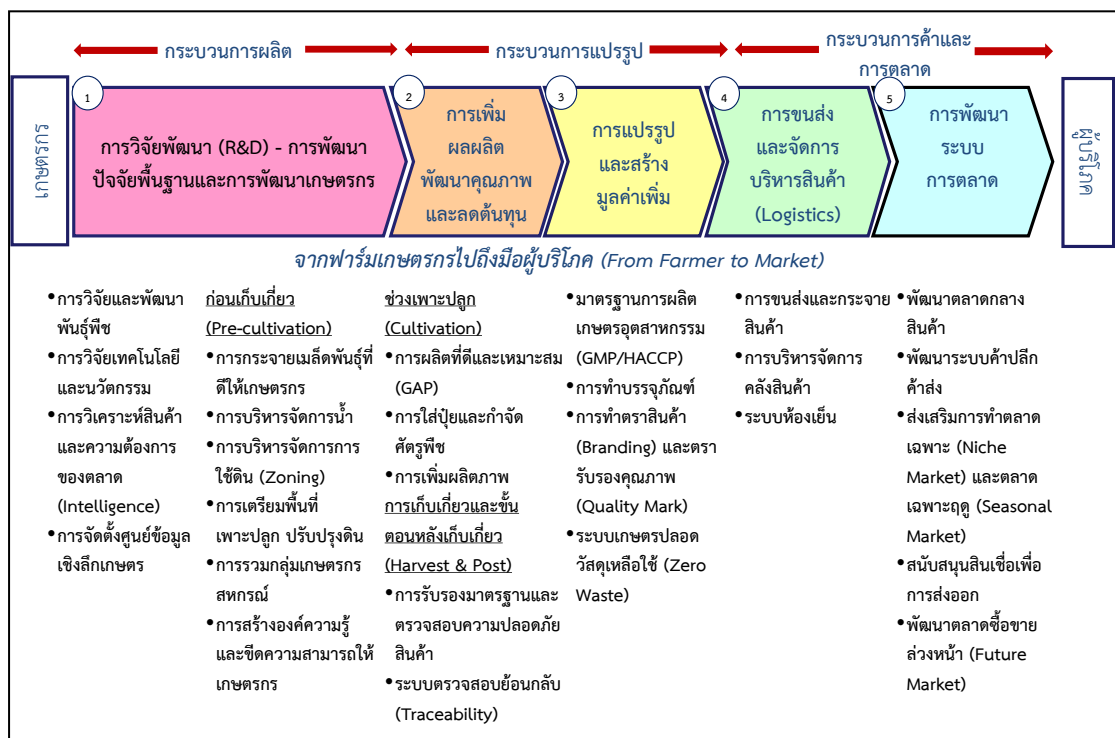 กระบวนการผลิต
กระบวนการแปรรูป
กระบวนการค้าและ
การตลาด
เกษตรกร
1
การวิจัยพัฒนา (R&D) - การพัฒนา
ปัจจัยพื้นฐานและการพัฒนาเกษตรกร
2
การเพิ่ม
ผลผลิต
พัฒนาคุณภาพ
และลดต้นทุน
3
การแปรรูป
และสร้าง
มูลค่าเพิ่ม
4
การขนส่ง
และจัดการ
บริหารสินค้า
(Logistics)
5
การพัฒนา
ระบบ
การตลาด
ผู้บริโภค
จากฟาร์มเกษตรกรไปถึงมือผู้บริโภค (From Farmer to Market)
•การวิจัยและพัฒนา
พันธุ์พืช
•การวิจัยเทคโนโลยี
และนวัตกรรม
•การวิเคราะห์สินค้า
และความต้องการ
ของตลาด
(Intelligence)
•การจัดตั้งศูนย์ข้อมูล
เชิงลึกเกษตร
ก่อนเก็บเกี่ยว
(Pre-cultivation)
•การกระจายเมล็ดพันธุ์ที่
ดีให้เกษตรกร
•การบริหารจัดการน้ำ
•การบริหารจัดการการ
ใช้ดิน (Zoning)
•การเตรียมพื้นที่
เพาะปลูก ปรับปรุงดิน
•การรวมกลุ่มเกษตรกร
สหกรณ์
•การสร้างองค์ความรู้
และขีดความสามารถให้
เกษตรกร
ช่วงเพาะปลูก
(Cultivation)
•การผลิตที่ดีและเหมาะสม
(GAP)
•การใส่ปุ๋ยและกำจัด
ศัตรูพืช
•การเพิ่มผลิตภาพ
การเก็บเกี่ยวและขั้น
ตอนหลังเก็บเกี่ยว
(Harvest & Post)
•การรับรองมาตรฐานและ
ตรวจสอบความปลอดภัย
สินค้า
•ระบบตรวจสอบย้อนกลับ
(Traceability)
•มาตรฐานการผลิต
เกษตรอุตสาหกรรม
(GMP/HACCP)
•การทำบรรจุภัณฑ์
•การทำตราสินค้า
(Branding) และตรา
รับรองคุณภาพ
(Quality Mark)
•ระบบเกษตรปลอด
วัสดุเหลือใช้ (Zero
Waste)
•การขนส่งและกระจาย
สินค้า
•การบริหารจัดการ
คลังสินค้า
•ระบบห้องเย็น
•พัฒนาตลาดกลาง
สินค้า
•พัฒนาระบบค้าปลีก
ค้าส่ง
•ส่งเสริมการทำตลาด
เฉพาะ (Niche
Market) และตลาด
เฉพาะฤดู (Seasonal
Market)
•สนับสนุนสินเชื่อเพื่อ
การส่งออก
•พัฒนาตลาดซื้อขาย
ล่วงหน้า (Future
Market)